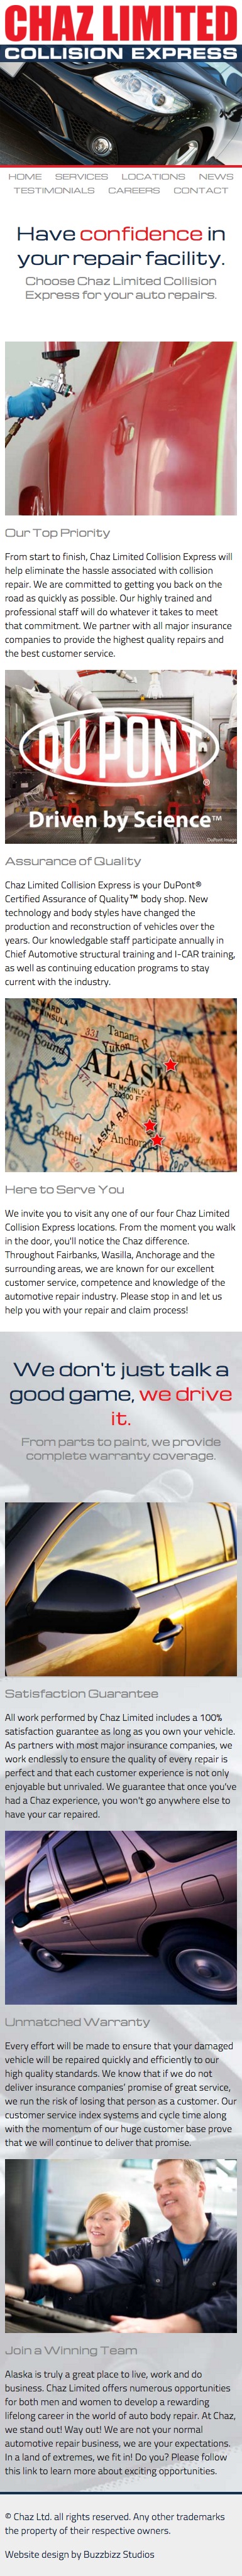 CHAZ LIMITED
COLLISION EXPRESS
HOME SERVICES LOCATIONS NEWS
TESTIMONIALS CAREERS CONTACT
Have confidence in
your repair facility.
Choose Chaz Limited Collision
Express for your auto repairs.
Our Top Priority
From start to finish, Chaz Limited Collision Express will
help eliminate the hassle associated with collision
repair. We are committed to getting you back on the
road as quickly as possible. Our highly trained and
professional staff will do whatever it takes to meet
that commitment. We partner with all major insurance
companies to provide the highest quality repairs and
the best customer service.
DUPONT®
Driven by Science™
DuPont Image
Assurance of Quality
Chaz Limited Collision Express is your DuPont®
Certified Assurance of Quality™ body shop. New
technology and body styles have changed the
production and reconstruction of vehicles over the
years. Our knowledgable staff participate annually in
Chief Automotive structural training and I-CAR training,
as well as continuing education programs to stay
current with the industry.
PENINSULA
Sound
331
Tanana R.
Yukon
ALASKA
MT. MCKINLEY
20300 FT
571
ALASKA RA
Bethel
Anchor
Valdez
Here to Serve You
We invite you to visit any one of our four Chaz Limited
Collision Express locations. From the moment you walk
in the door, you'll notice the Chaz difference.
Throughout Fairbanks, Wasilla, Anchorage and the
surrounding areas, we are known for our excellent
customer service, competence and knowledge of the
automotive repair industry. Please stop in and let us
help you with your repair and claim process!
We don't just talk a
good game, we drive
it.
From parts to paint, we provide
complete warranty coverage.
Satisfaction Guarantee
All work performed by Chaz Limited includes a 100%
satisfaction guarantee as long as you own your vehicle.
As partners with most major insurance companies, we
work endlessly to ensure the quality of every repair is
perfect and that each customer experience is not only
enjoyable but unrivaled. We guarantee that once you've
had a Chaz experience, you won't go anywhere else to
have your car repaired.
Unmatched Warranty
Every effort will be made to ensure that your damaged
vehicle will be repaired quickly and efficiently to our
high quality standards. We know that if we do not
deliver insurance companies' promise of great service,
we run the risk of losing that person as a customer. Our
customer service index systems and cycle time along
with the momentum of our huge customer base prove
that we will continue to deliver that promise.
Join a Winning Team
Alaska is truly a great place to live, work and do
business. Chaz Limited offers numerous opportunities
for both men and women to develop a rewarding
lifelong career in the world of auto body repair. At Chaz,
we stand out! Way out! We are not your normal
automotive repair business, we are your expectations.
In a land of extremes, we fit in! Do you? Please follow
this link to learn more about exciting opportunities.
© Chaz Ltd. all rights reserved. Any other trademarks
the property of their respective owners.
Website design by Buzzbizz Studios